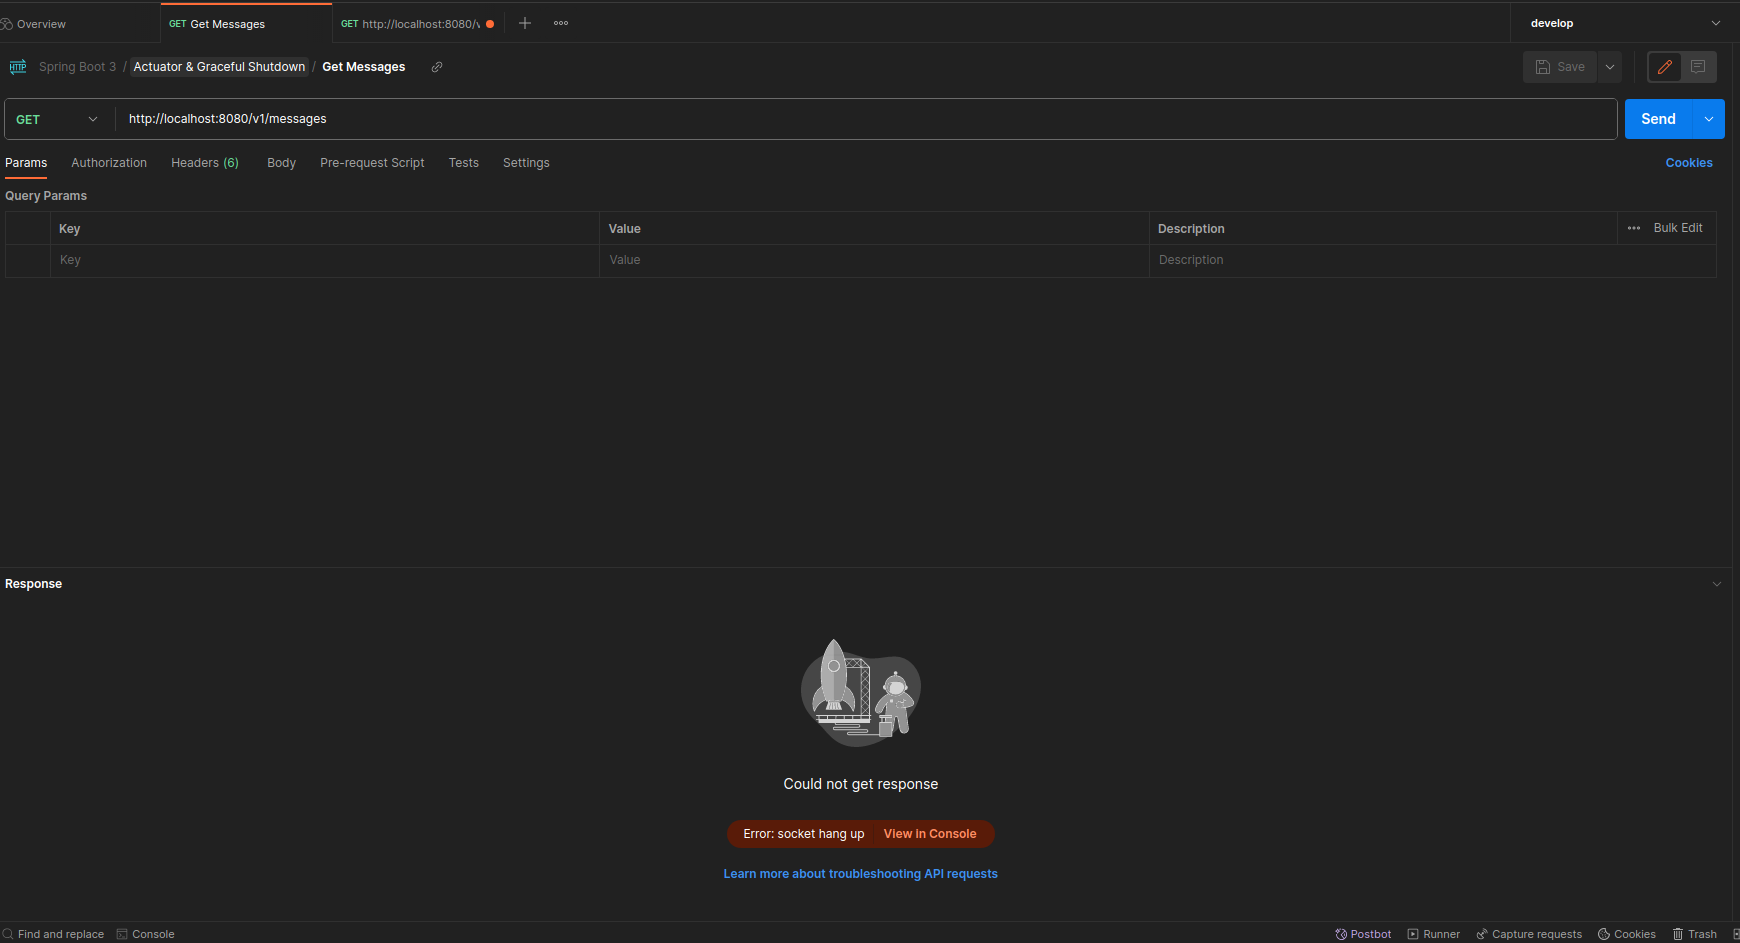 Overview
GET Get Messages
GET http://localhost:8080/
develop
HTTP Spring Boot 3 / Actuator & Graceful Shutdown / Get Messages
Save
GET http://localhost:8080/v1/messages
Send
Params Authorization Headers (6) Body Pre-request Script Tests Settings Cookies
Query Params
Key Value Description Bulk Edit
Key Value Description
Response
Could not get response
Error: socket hang up View in Console
Learn more about troubleshooting API requests
Find and replace Console Postbot Runner Capture requests Cookies Trash